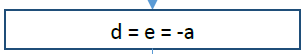 d = e = -a